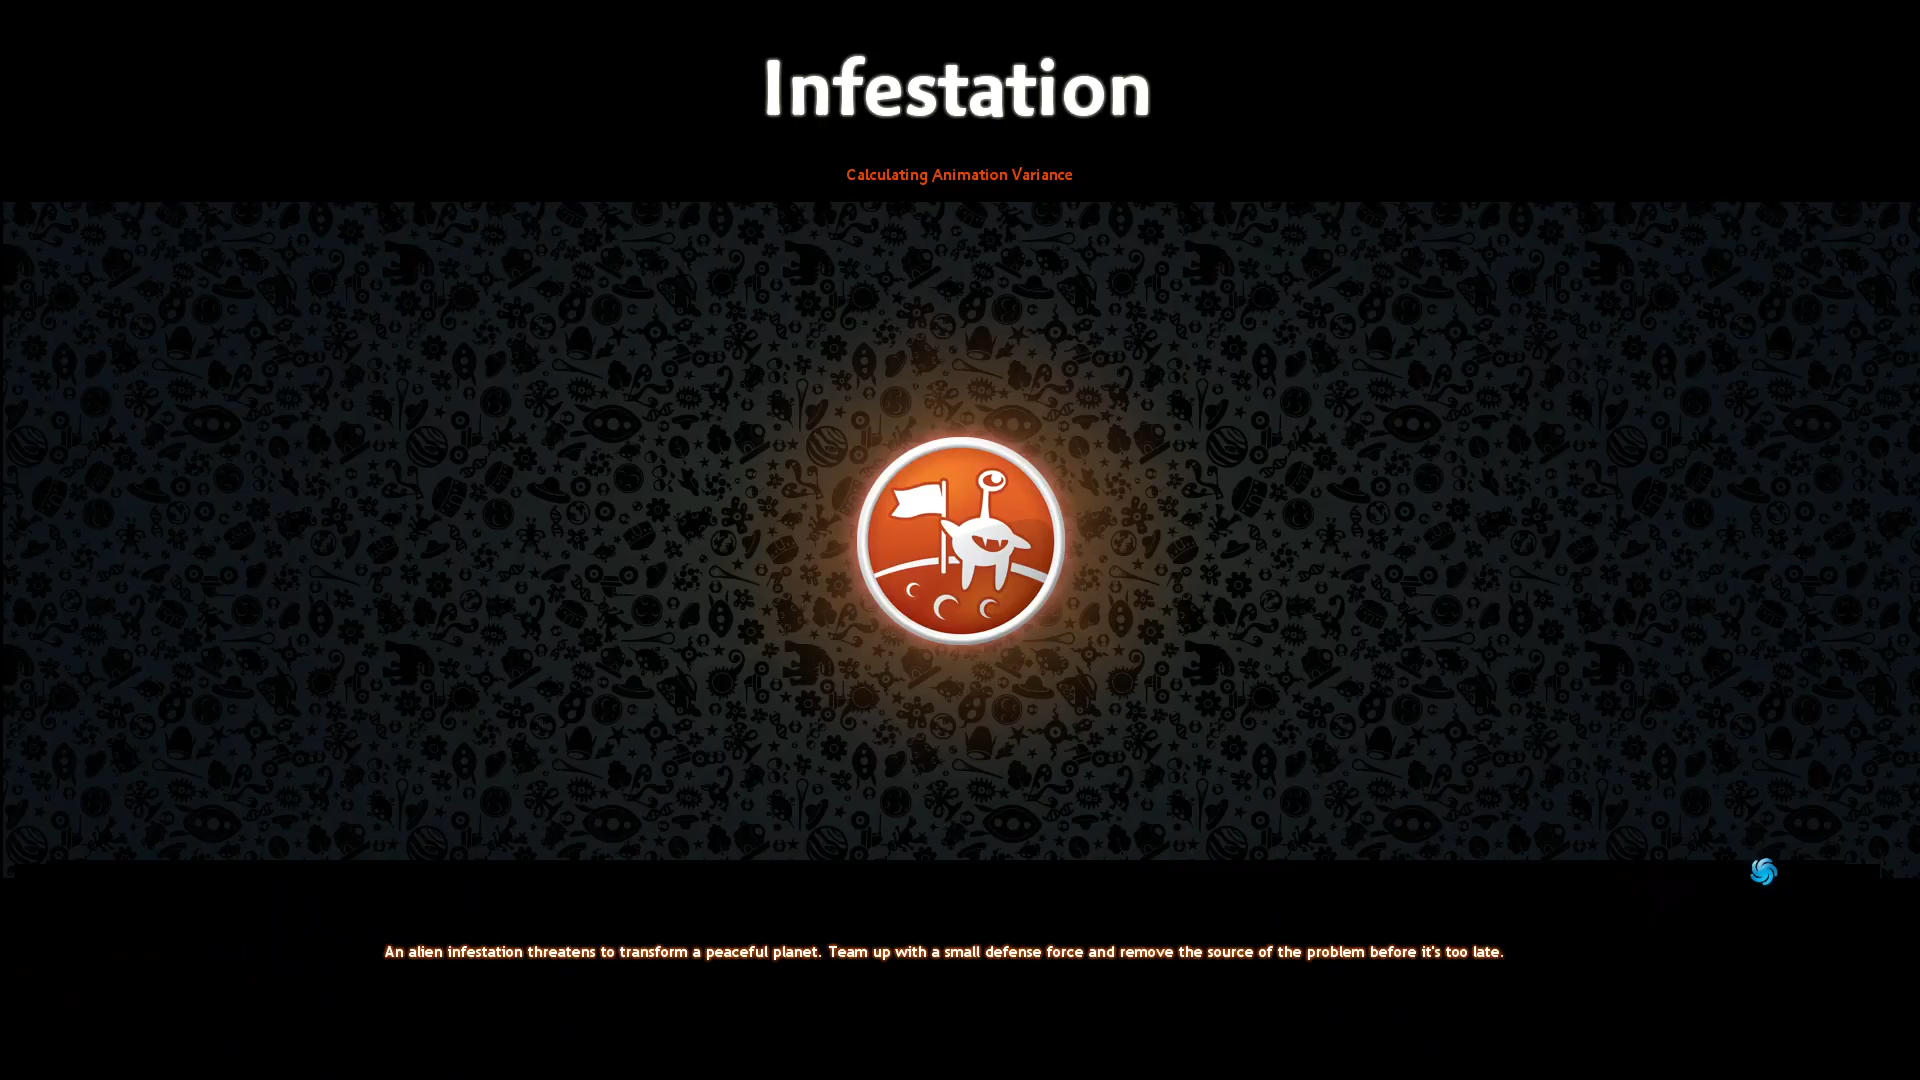 Infestation
Calculating Animation Variance
An alien infestation threatens to transform a peaceful planet. Team up with a small defense force and remove the source of the problem before it's too late.